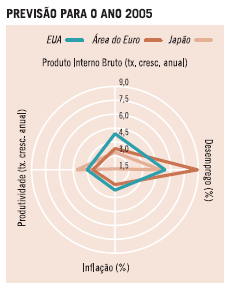 PREVISÃO PARA O ANO 2005
EUA Área do Euro Japão
Produto Interno Bruto (tx, cresc, anual)
9,0
7,5
6,0
4,5
3,0
1,5
Produtividade (tx. cresc. anual)
Desemprego (%)
Inflação (%)